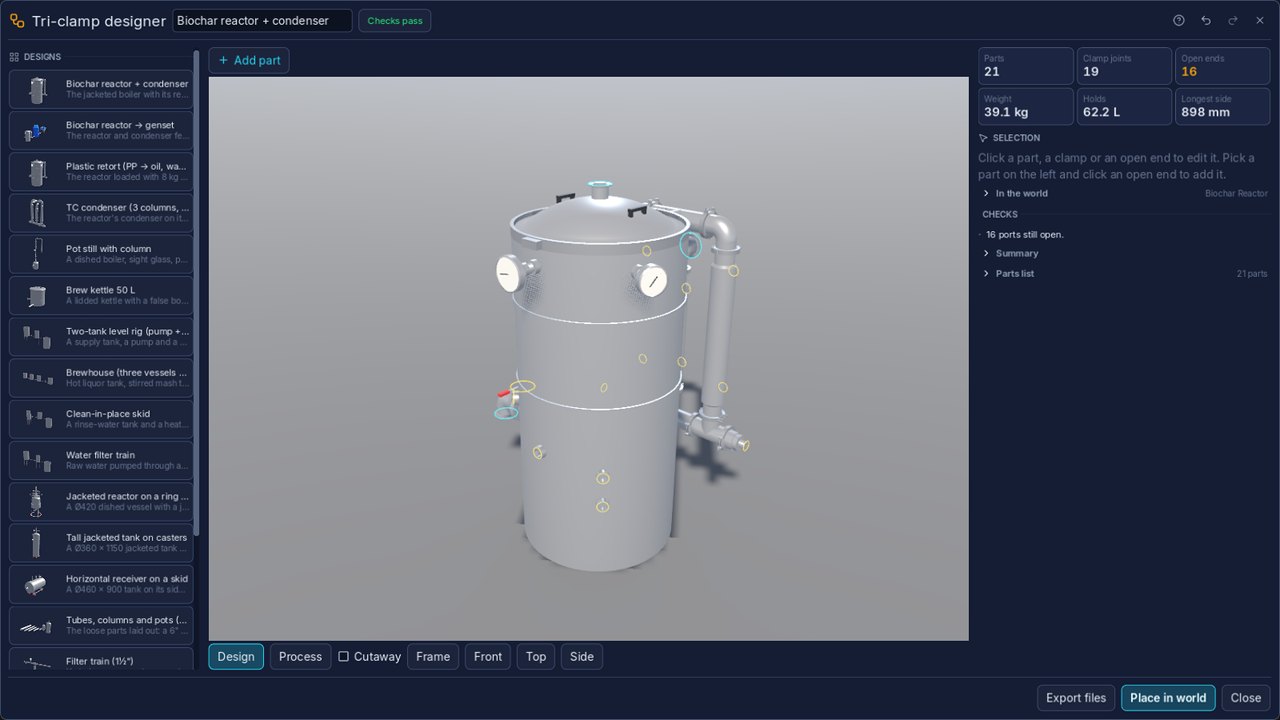 Tri-clamp designer
Biochar reactor + condenser
Checks pass
DESIGNS
Biochar reactor + condenser
The jacketed boiler with its re...
Biochar reactor → genset
The reactor and condenser fe...
Plastic retort (PP → oil, wa...
The reactor loaded with 8 kg ...
TC condenser (3 columns, ...
The reactor's condenser on it...
Pot still with column
A dished boiler, sight glass, p...
Brew kettle 50 L
A lidded kettle with a false bo...
Two-tank level rig (pump +...
A supply tank, a pump and a ...
Brewhouse (three vessels ...
Hot liquor tank, stirred mash t...
Clean-in-place skid
A rinse-water tank and a heat...
Water filter train
Raw water pumped through a...
Jacketed reactor on a ring ...
A Ø420 dished vessel with a j...
Tall jacketed tank on casters
A Ø360 × 1150 jacketed tank ...
Horizontal receiver on a skid
A Ø460 × 900 tank on its sid...
Tubes, columns and pots (...
The loose parts laid out: a 6" ...
Filter train (1½")
+ Add part
Design
Process
Cutaway
Frame
Front
Top
Side
Parts
21
Clamp joints
19
Open ends
16
Weight
39.1 kg
Holds
62.2 L
Longest side
898 mm
SELECTION
Click a part, a clamp or an open end to edit it. Pick a
part on the left and click an open end to add it.
In the world
Biochar Reactor
CHECKS
· 16 ports still open.
Summary
Parts list
21 parts
Export files
Place in world
Close